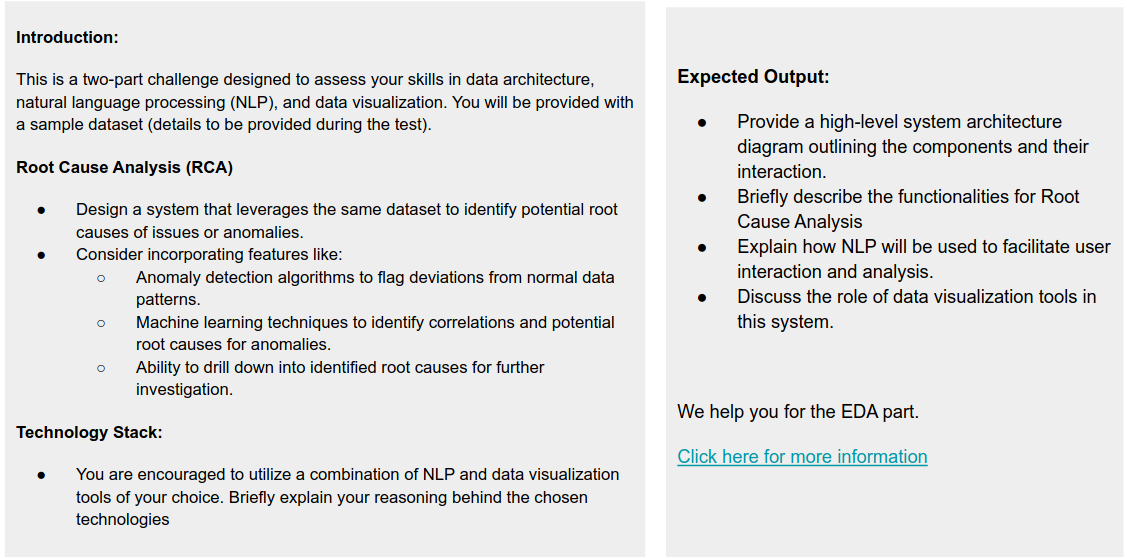 Introduction:
This is a two-part challenge designed to assess your skills in data architecture,
natural language processing (NLP), and data visualization. You will be provided with
a sample dataset (details to be provided during the test).
Root Cause Analysis (RCA)
● Design a system that leverages the same dataset to identify potential root
causes of issues or anomalies.
● Consider incorporating features like:
○ Anomaly detection algorithms to flag deviations from normal data
patterns.
○ Machine learning techniques to identify correlations and potential
root causes for anomalies.
○ Ability to drill down into identified root causes for further
investigation.
Technology Stack:
● You are encouraged to utilize a combination of NLP and data visualization
tools of your choice. Briefly explain your reasoning behind the chosen
technologies
Expected Output:
● Provide a high-level system architecture
diagram outlining the components and their
interaction.
● Briefly describe the functionalities for Root
Cause Analysis
● Explain how NLP will be used to facilitate user
interaction and analysis.
● Discuss the role of data visualization tools in
this system.
We help you for the EDA part.
Click here for more information